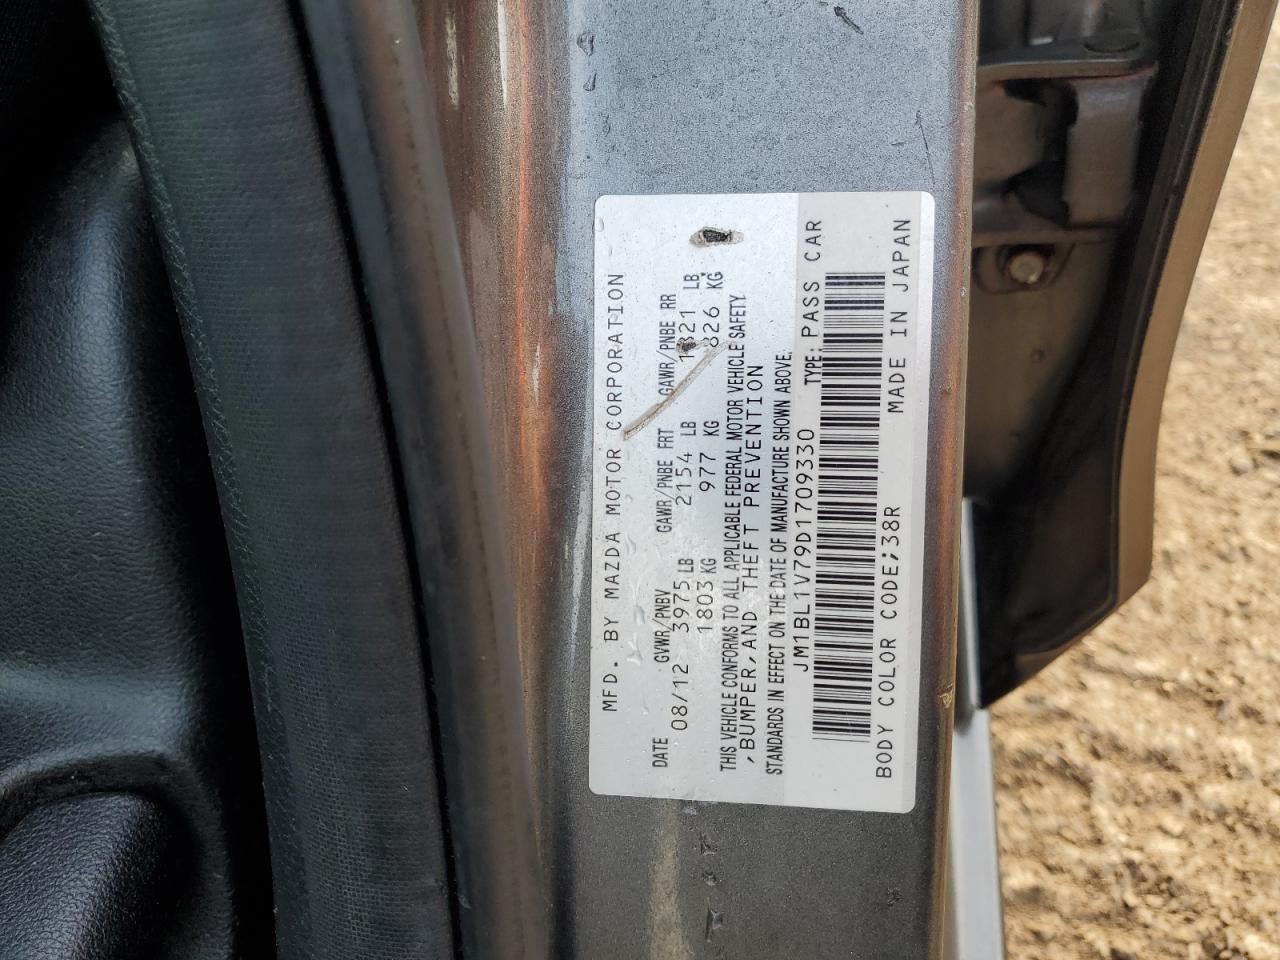 MFD. BY MAZDA MOTOR CORPORATION
DATE GVWR/PNBV GAWR/PNBE FRT GAWR/PNBE RR
08/12 3975 LB 2154 LB 1821 LB
1803 KG 977 KG 826 KG
THIS VEHICLE CONFORMS TO ALL APPLICABLE FEDERAL MOTOR VEHICLE SAFETY
, BUMPER, AND THEFT PREVENTION
STANDARDS IN EFFECT ON THE DATE OF MANUFACTURE SHOWN ABOVE.
JM1BL1V79D1709330 TYPE: PASS CAR
BODY COLOR CODE;38R MADE IN JAPAN